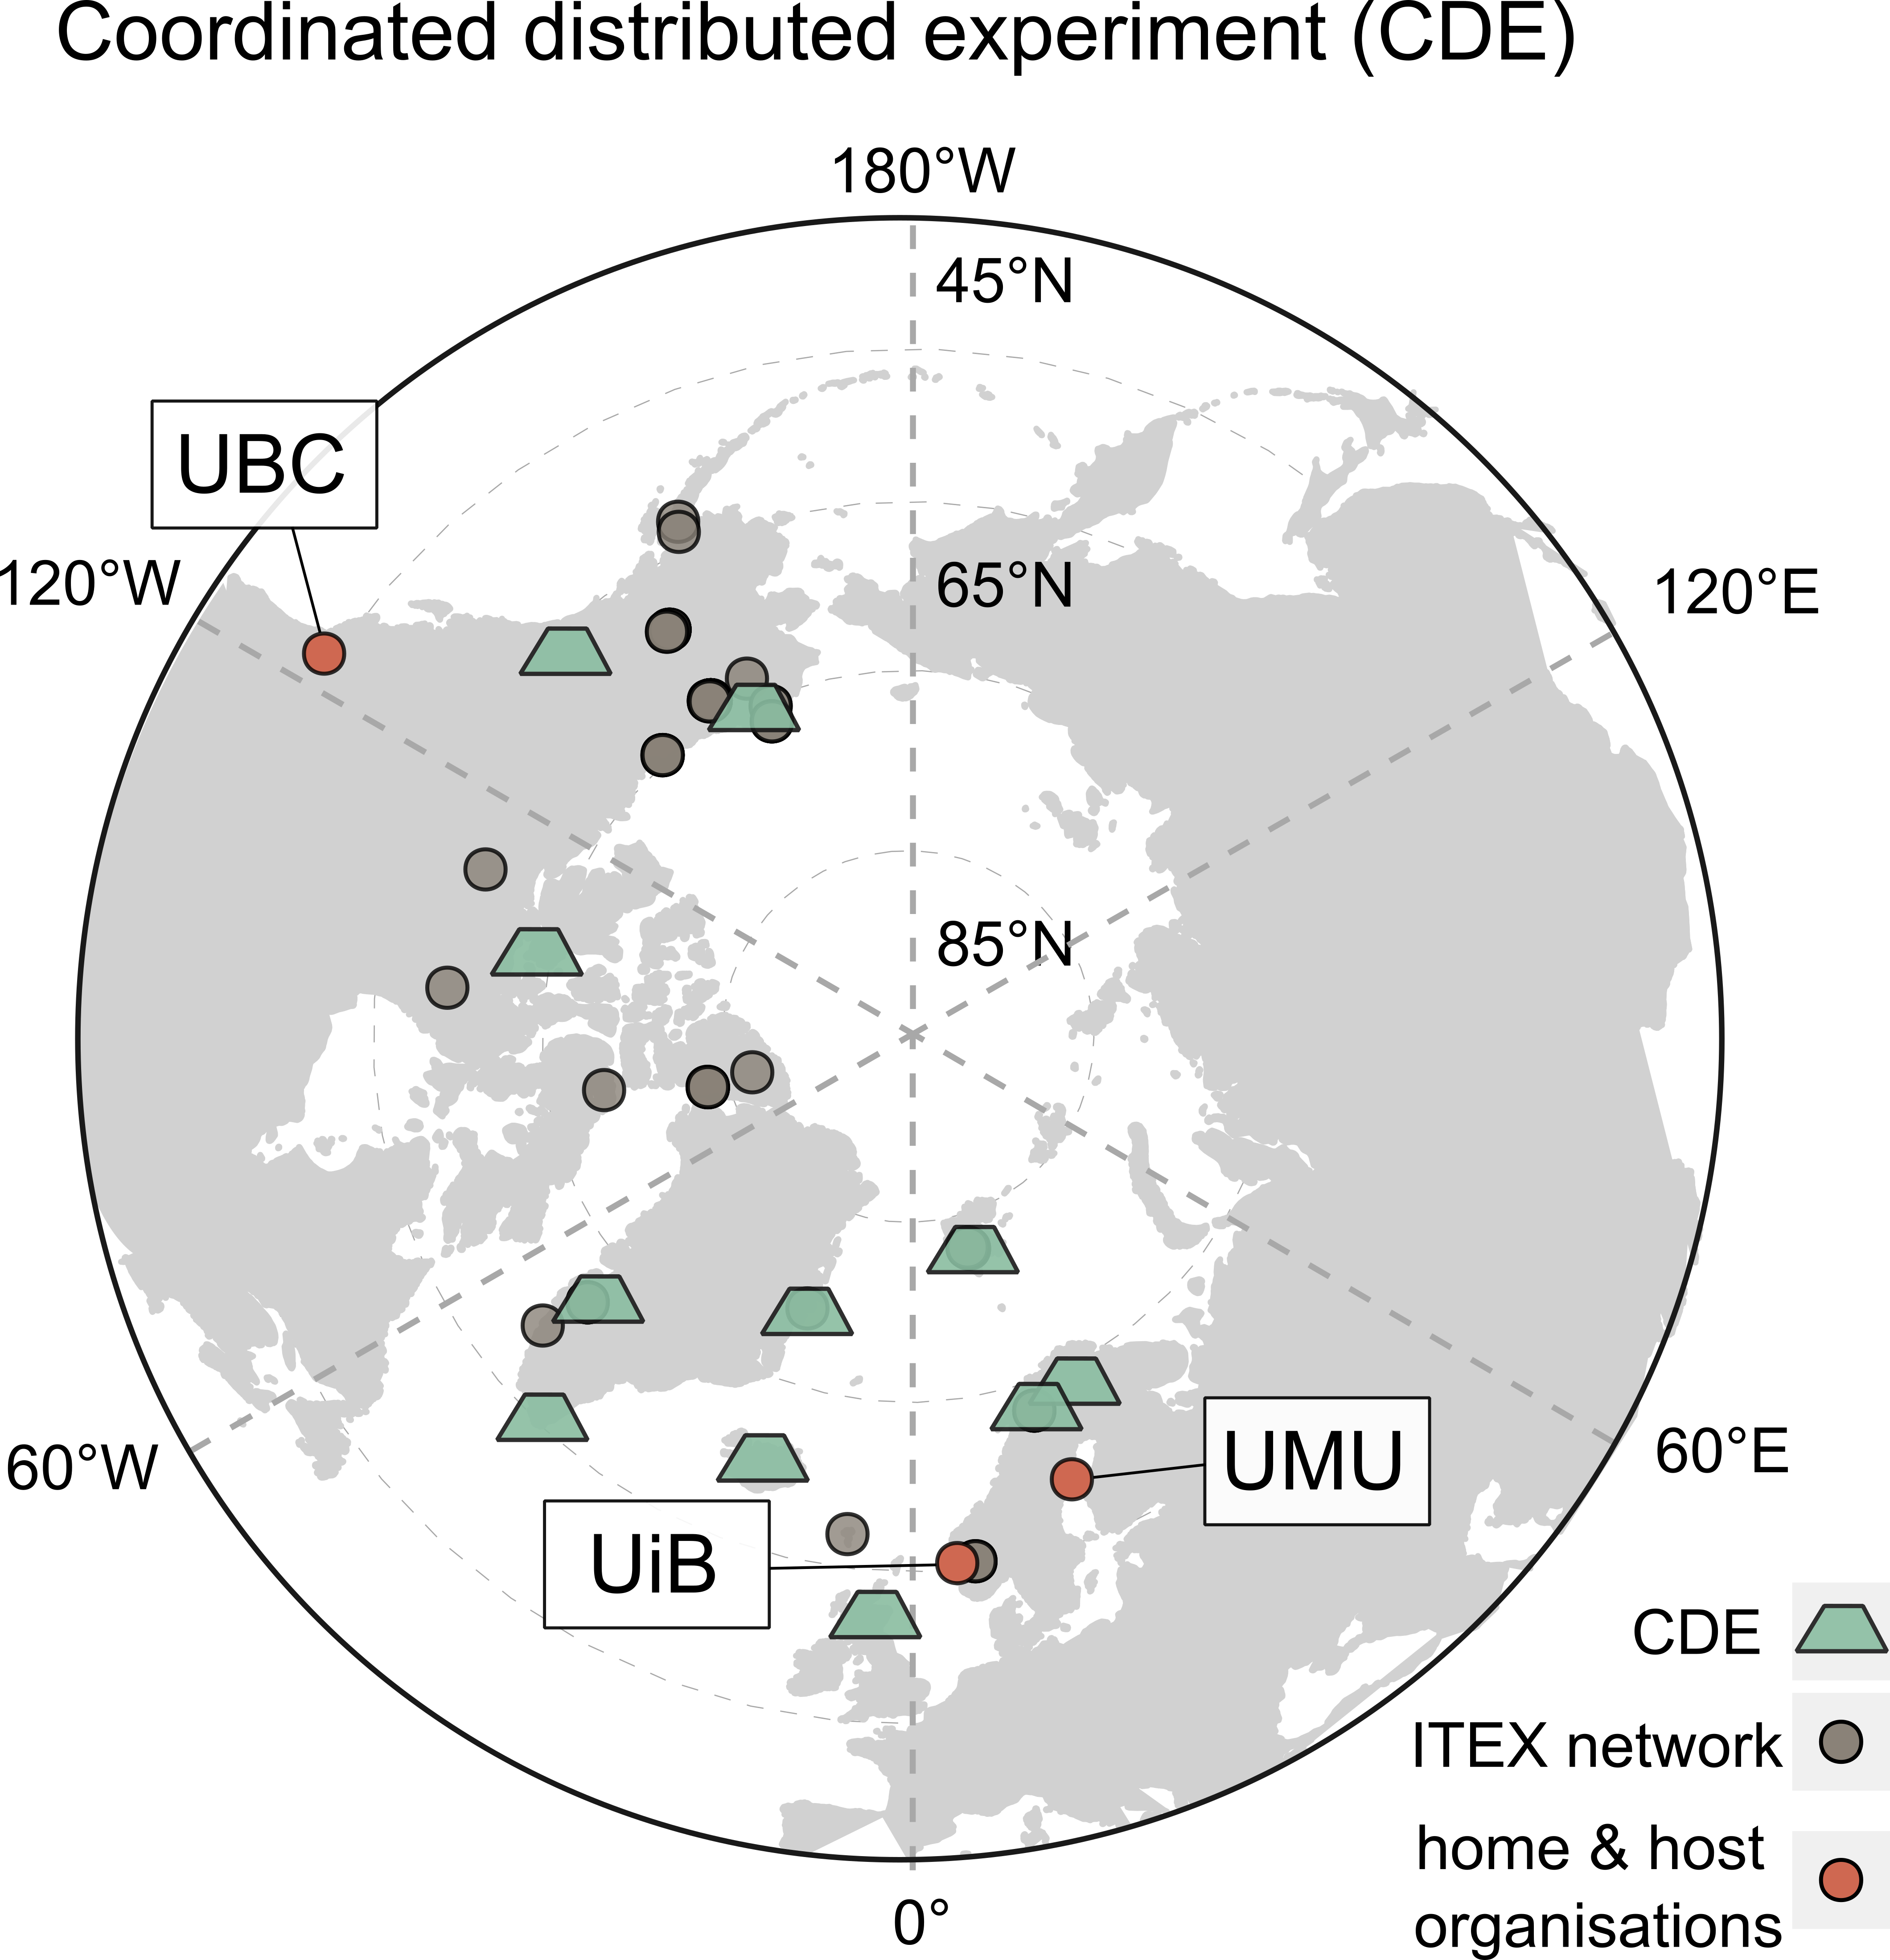 Coordinated distributed experiment (CDE)
180°W
45°N
UBC
120°W
65°N
120°E
85°N
60°W
UMU
60°E
UiB
CDE
ITEX network
home & host
organisations
0°